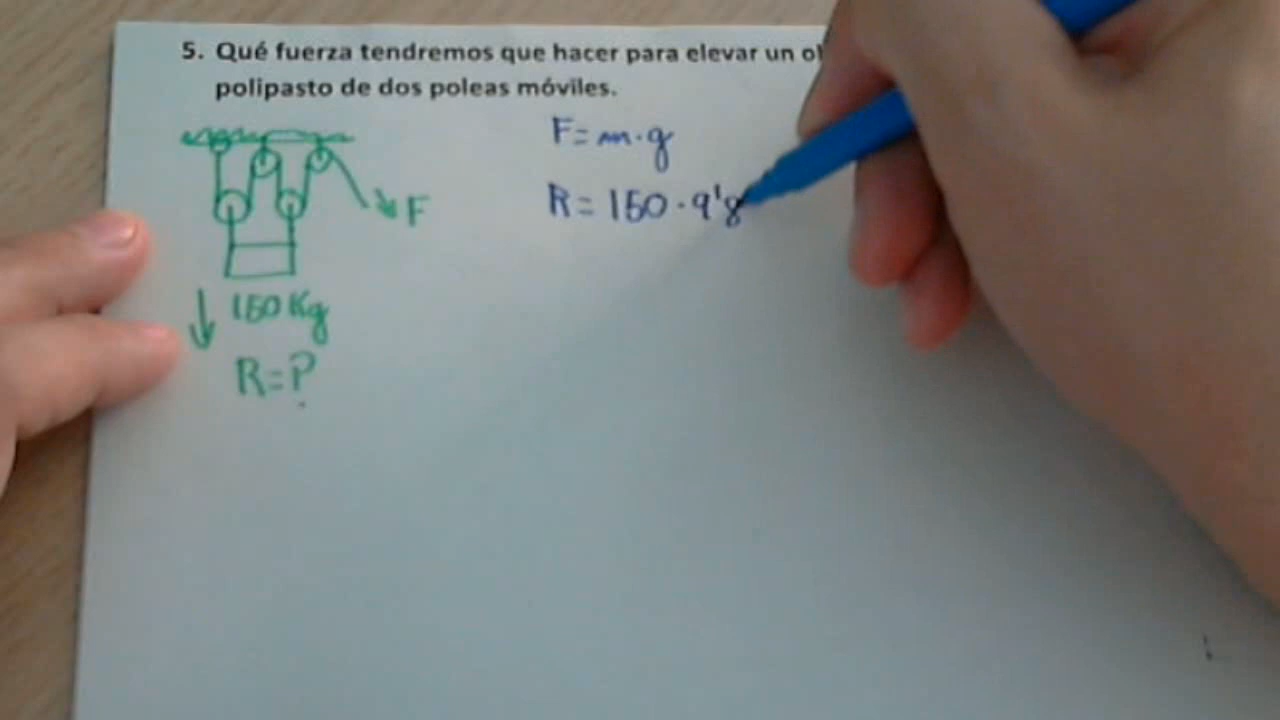 5. Qué fuerza tendremos que hacer para elevar un
polipasto de dos poleas móviles.
F=m·g
R=150·9'8
F
150 Kg
R=?